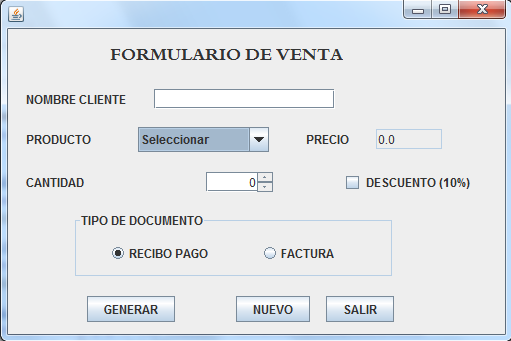 FORMULARIO DE VENTA
NOMBRE CLIENTE
PRODUCTO Seleccionar PRECIO 0.0
CANTIDAD 0 DESCUENTO (10%)
TIPO DE DOCUMENTO
RECIBO PAGO FACTURA
GENERAR NUEVO SALIR